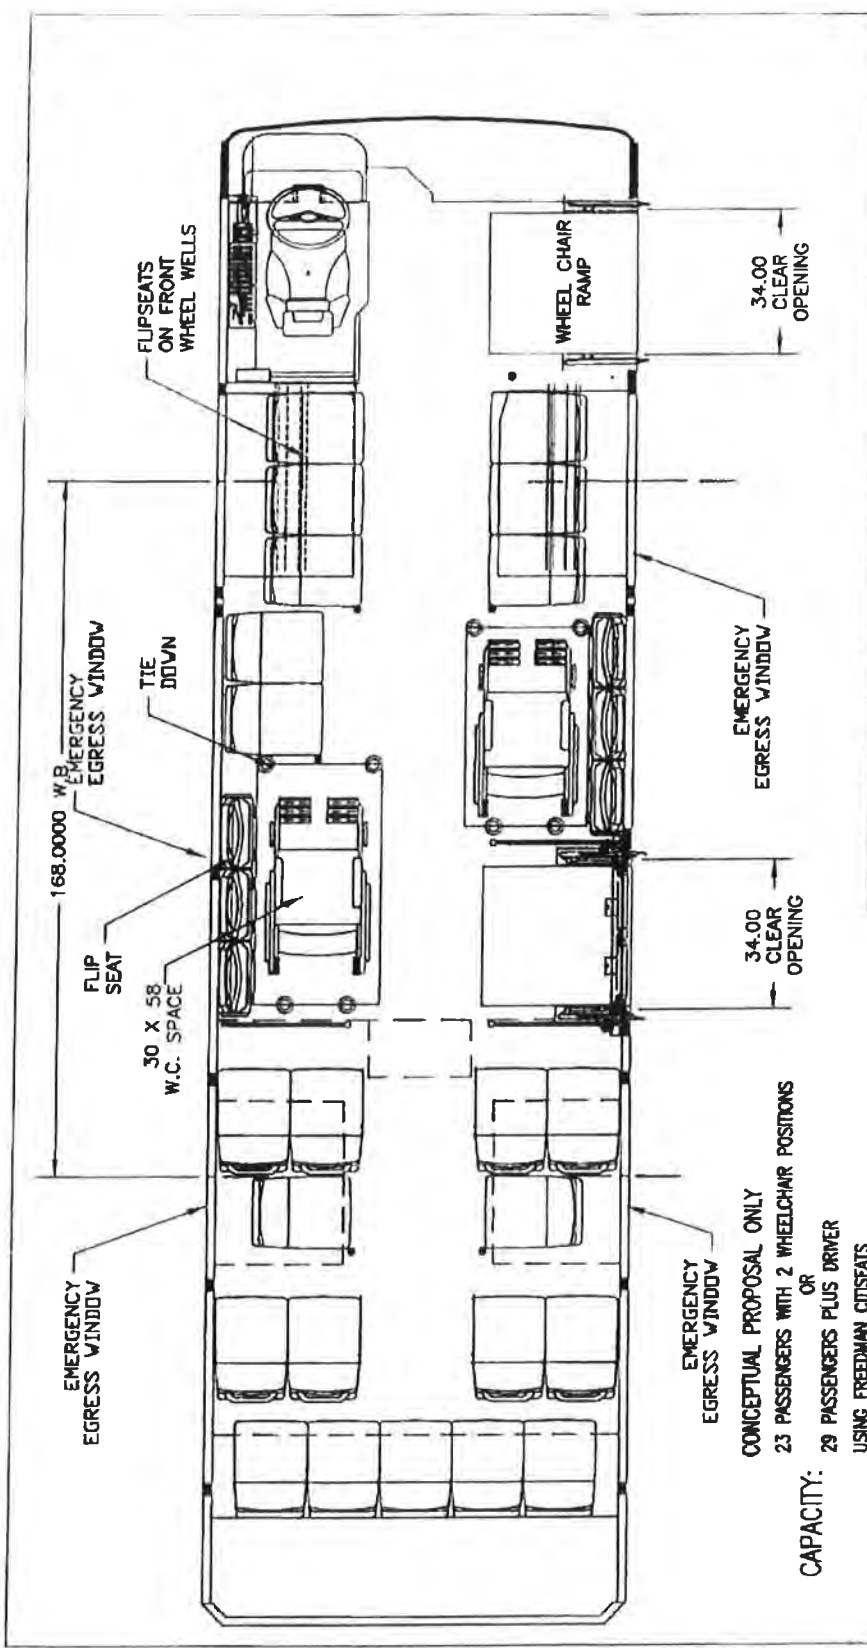 FLIPSEATS
ON FRONT
WHEEL WELLS
WHEEL CHAIR
RAMP
34.00
CLEAR
OPENING
168.0000 W.B.
EMERGENCY
EGRESS WINDOW
TIE
DOWN
EMERGENCY
EGRESS WINDOW
FLIP
SEAT
30 X 58
W.C. SPACE
34.00
CLEAR
OPENING
EMERGENCY
EGRESS WINDOW
EMERGENCY
EGRESS WINDOW
CONCEPTUAL PROPOSAL ONLY
23 PASSENGERS WITH 2 WHEELCHAIR POSITIONS
OR
CAPACITY: 29 PASSENGERS PLUS DRIVER
USING FREEDMAN CITISEATS